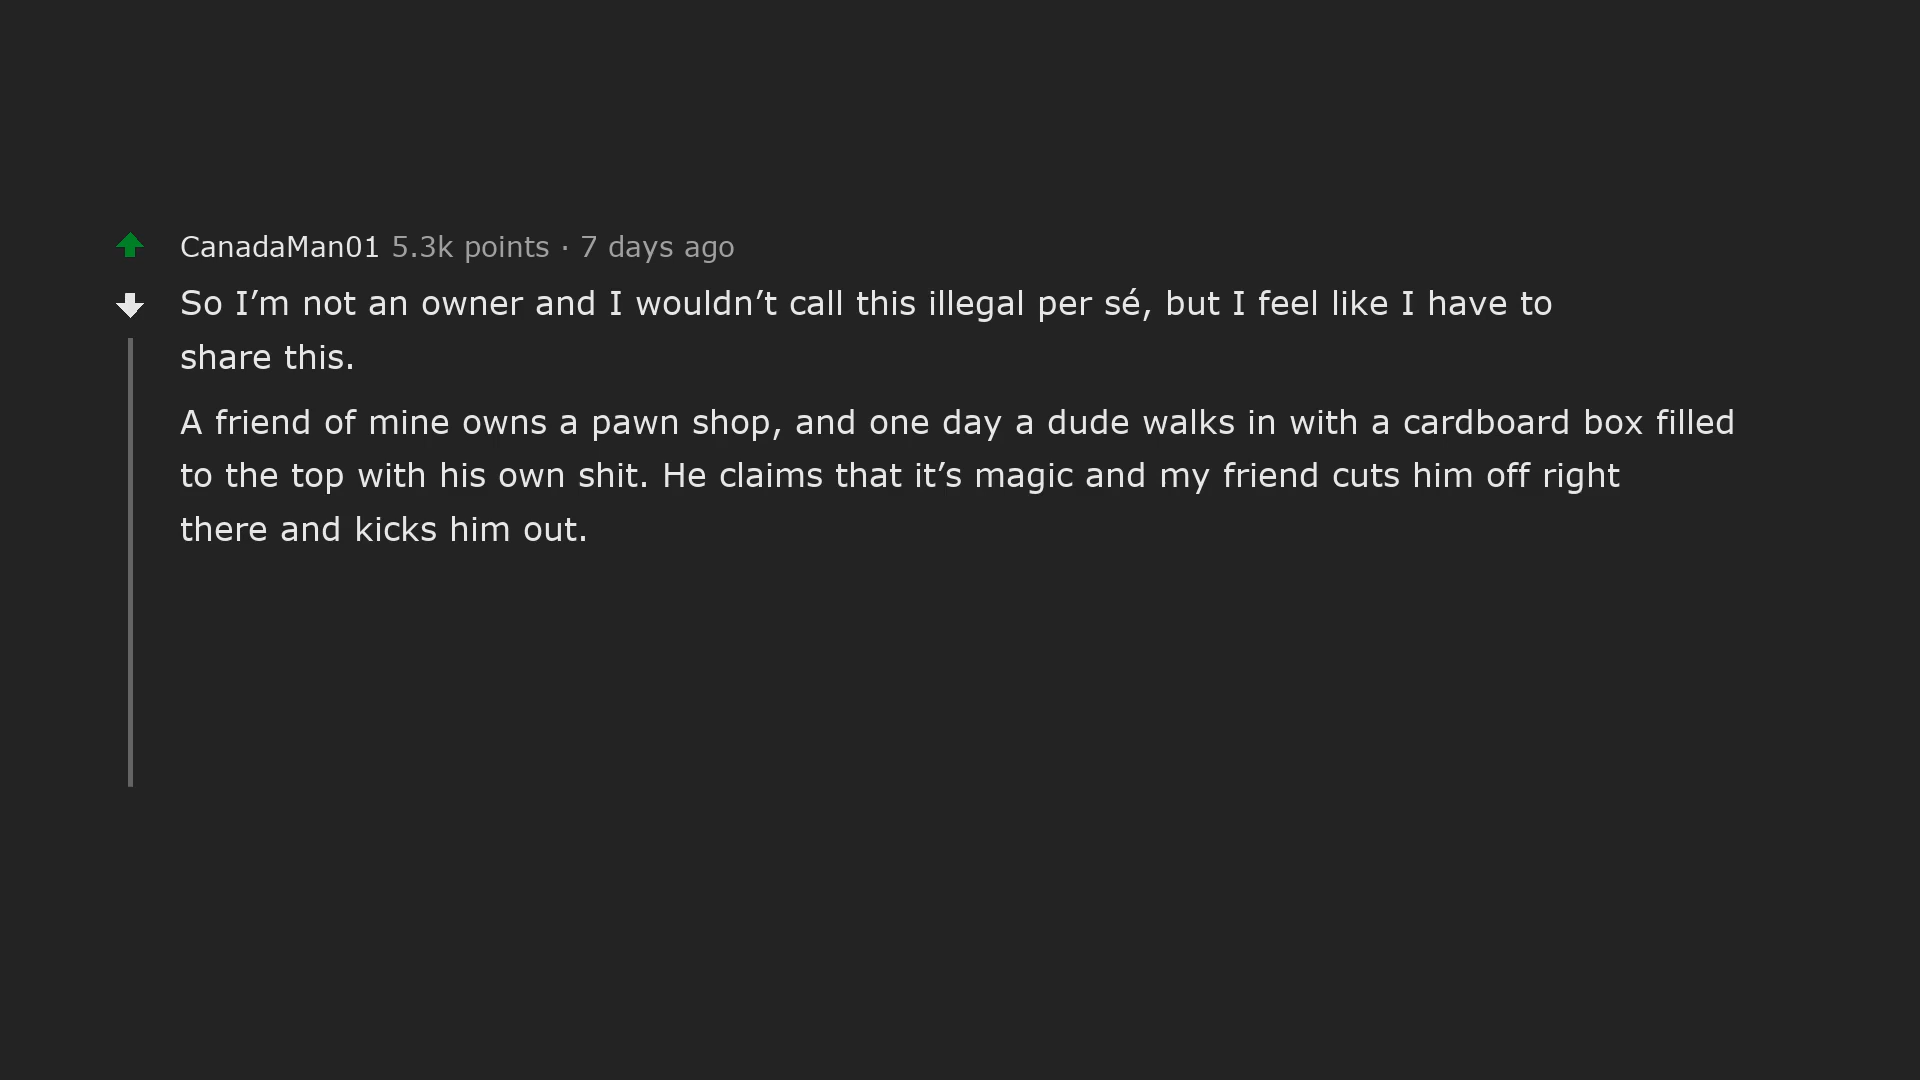 CanadaMan01 5.3k points · 7 days ago
So I’m not an owner and I wouldn’t call this illegal per sé, but I feel like I have to
share this.
A friend of mine owns a pawn shop, and one day a dude walks in with a cardboard box filled
to the top with his own shit. He claims that it’s magic and my friend cuts him off right
there and kicks him out.